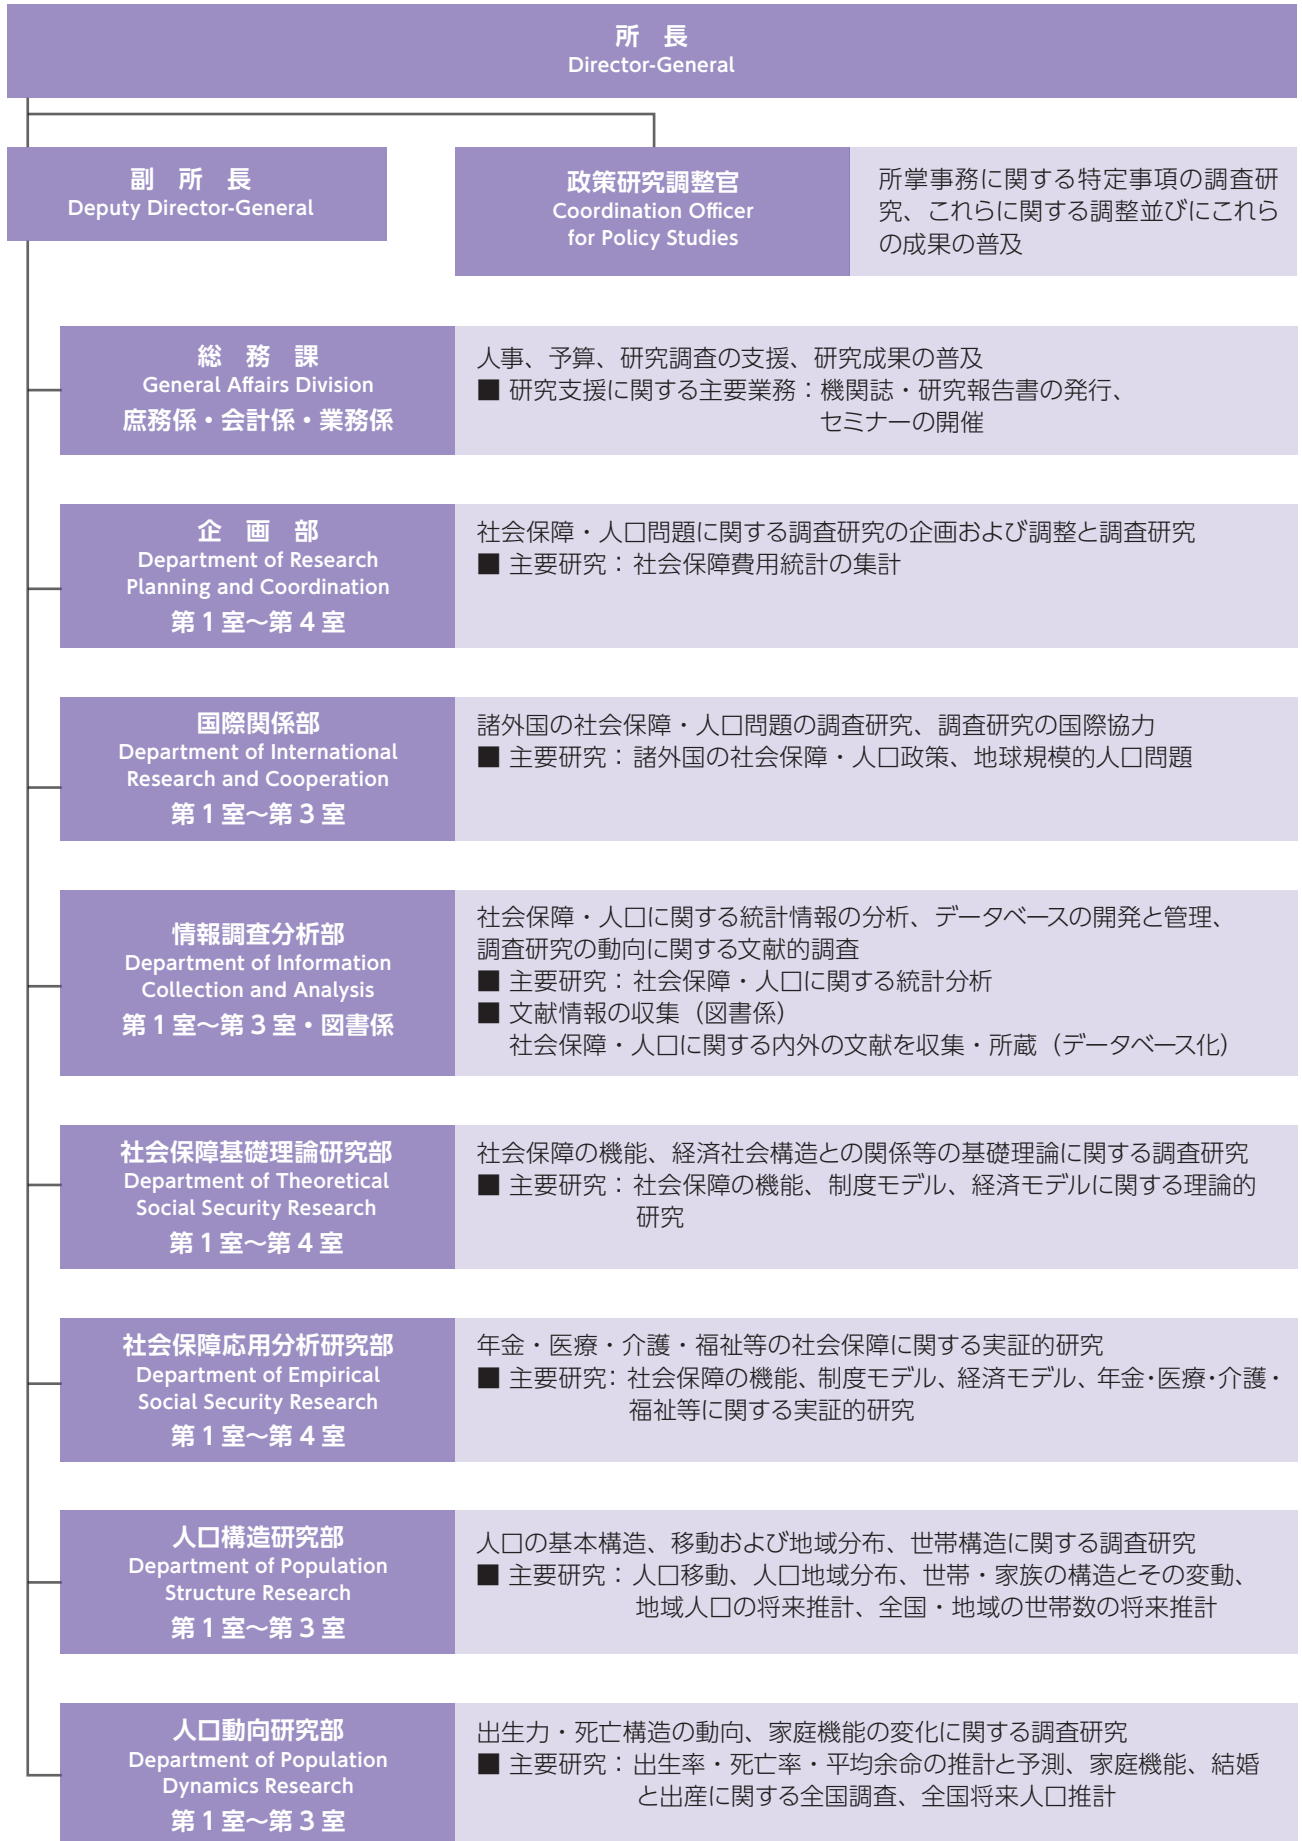 所 長
Director-General
副 所 長
Deputy Director-General
政策研究調整官
Coordination Officer
for Policy Studies
所掌事務に関する特定事項の調査研
究、これらに関する調整並びにこれら
の成果の普及
総 務 課
General Affairs Division
庶務係・会計係・業務係
人事、予算、研究調査の支援、研究成果の普及
■ 研究支援に関する主要業務：機関誌・研究報告書の発行、
セミナーの開催
企 画 部
Department of Research
Planning and Coordination
第1室～第4室
社会保障・人口問題に関する調査研究の企画および調整と調査研究
■ 主要研究：社会保障費用統計の集計
国際関係部
Department of International
Research and Cooperation
第1室～第3室
諸外国の社会保障・人口問題の調査研究、調査研究の国際協力
■ 主要研究：諸外国の社会保障・人口政策、地球規模的人口問題
情報調査分析部
Department of Information
Collection and Analysis
第1室～第3室・図書係
社会保障・人口に関する統計情報の分析、データベースの開発と管理、
調査研究の動向に関する文献的調査
■ 主要研究：社会保障・人口に関する統計分析
■ 文献情報の収集（図書係）
社会保障・人口に関する内外の文献を収集・所蔵（データベース化）
社会保障基礎理論研究部
Department of Theoretical
Social Security Research
第1室～第4室
社会保障の機能、経済社会構造との関係等の基礎理論に関する調査研究
■ 主要研究：社会保障の機能、制度モデル、経済モデルに関する理論的
研究
社会保障応用分析研究部
Department of Empirical
Social Security Research
第1室～第4室
年金・医療・介護・福祉等の社会保障に関する実証的研究
■ 主要研究：社会保障の機能、制度モデル、経済モデル、年金・医療・介護・
福祉等に関する実証的研究
人口構造研究部
Department of Population
Structure Research
第1室～第3室
人口の基本構造、移動および地域分布、世帯構造に関する調査研究
■ 主要研究：人口移動、人口地域分布、世帯・家族の構造とその変動、
地域人口の将来推計、全国・地域の世帯数の将来推計
人口動向研究部
Department of Population
Dynamics Research
第1室～第3室
出生力・死亡構造の動向、家庭機能の変化に関する調査研究
■ 主要研究：出生率・死亡率・平均余命の推計と予測、家庭機能、結婚
と出産に関する全国調査、全国将来人口推計